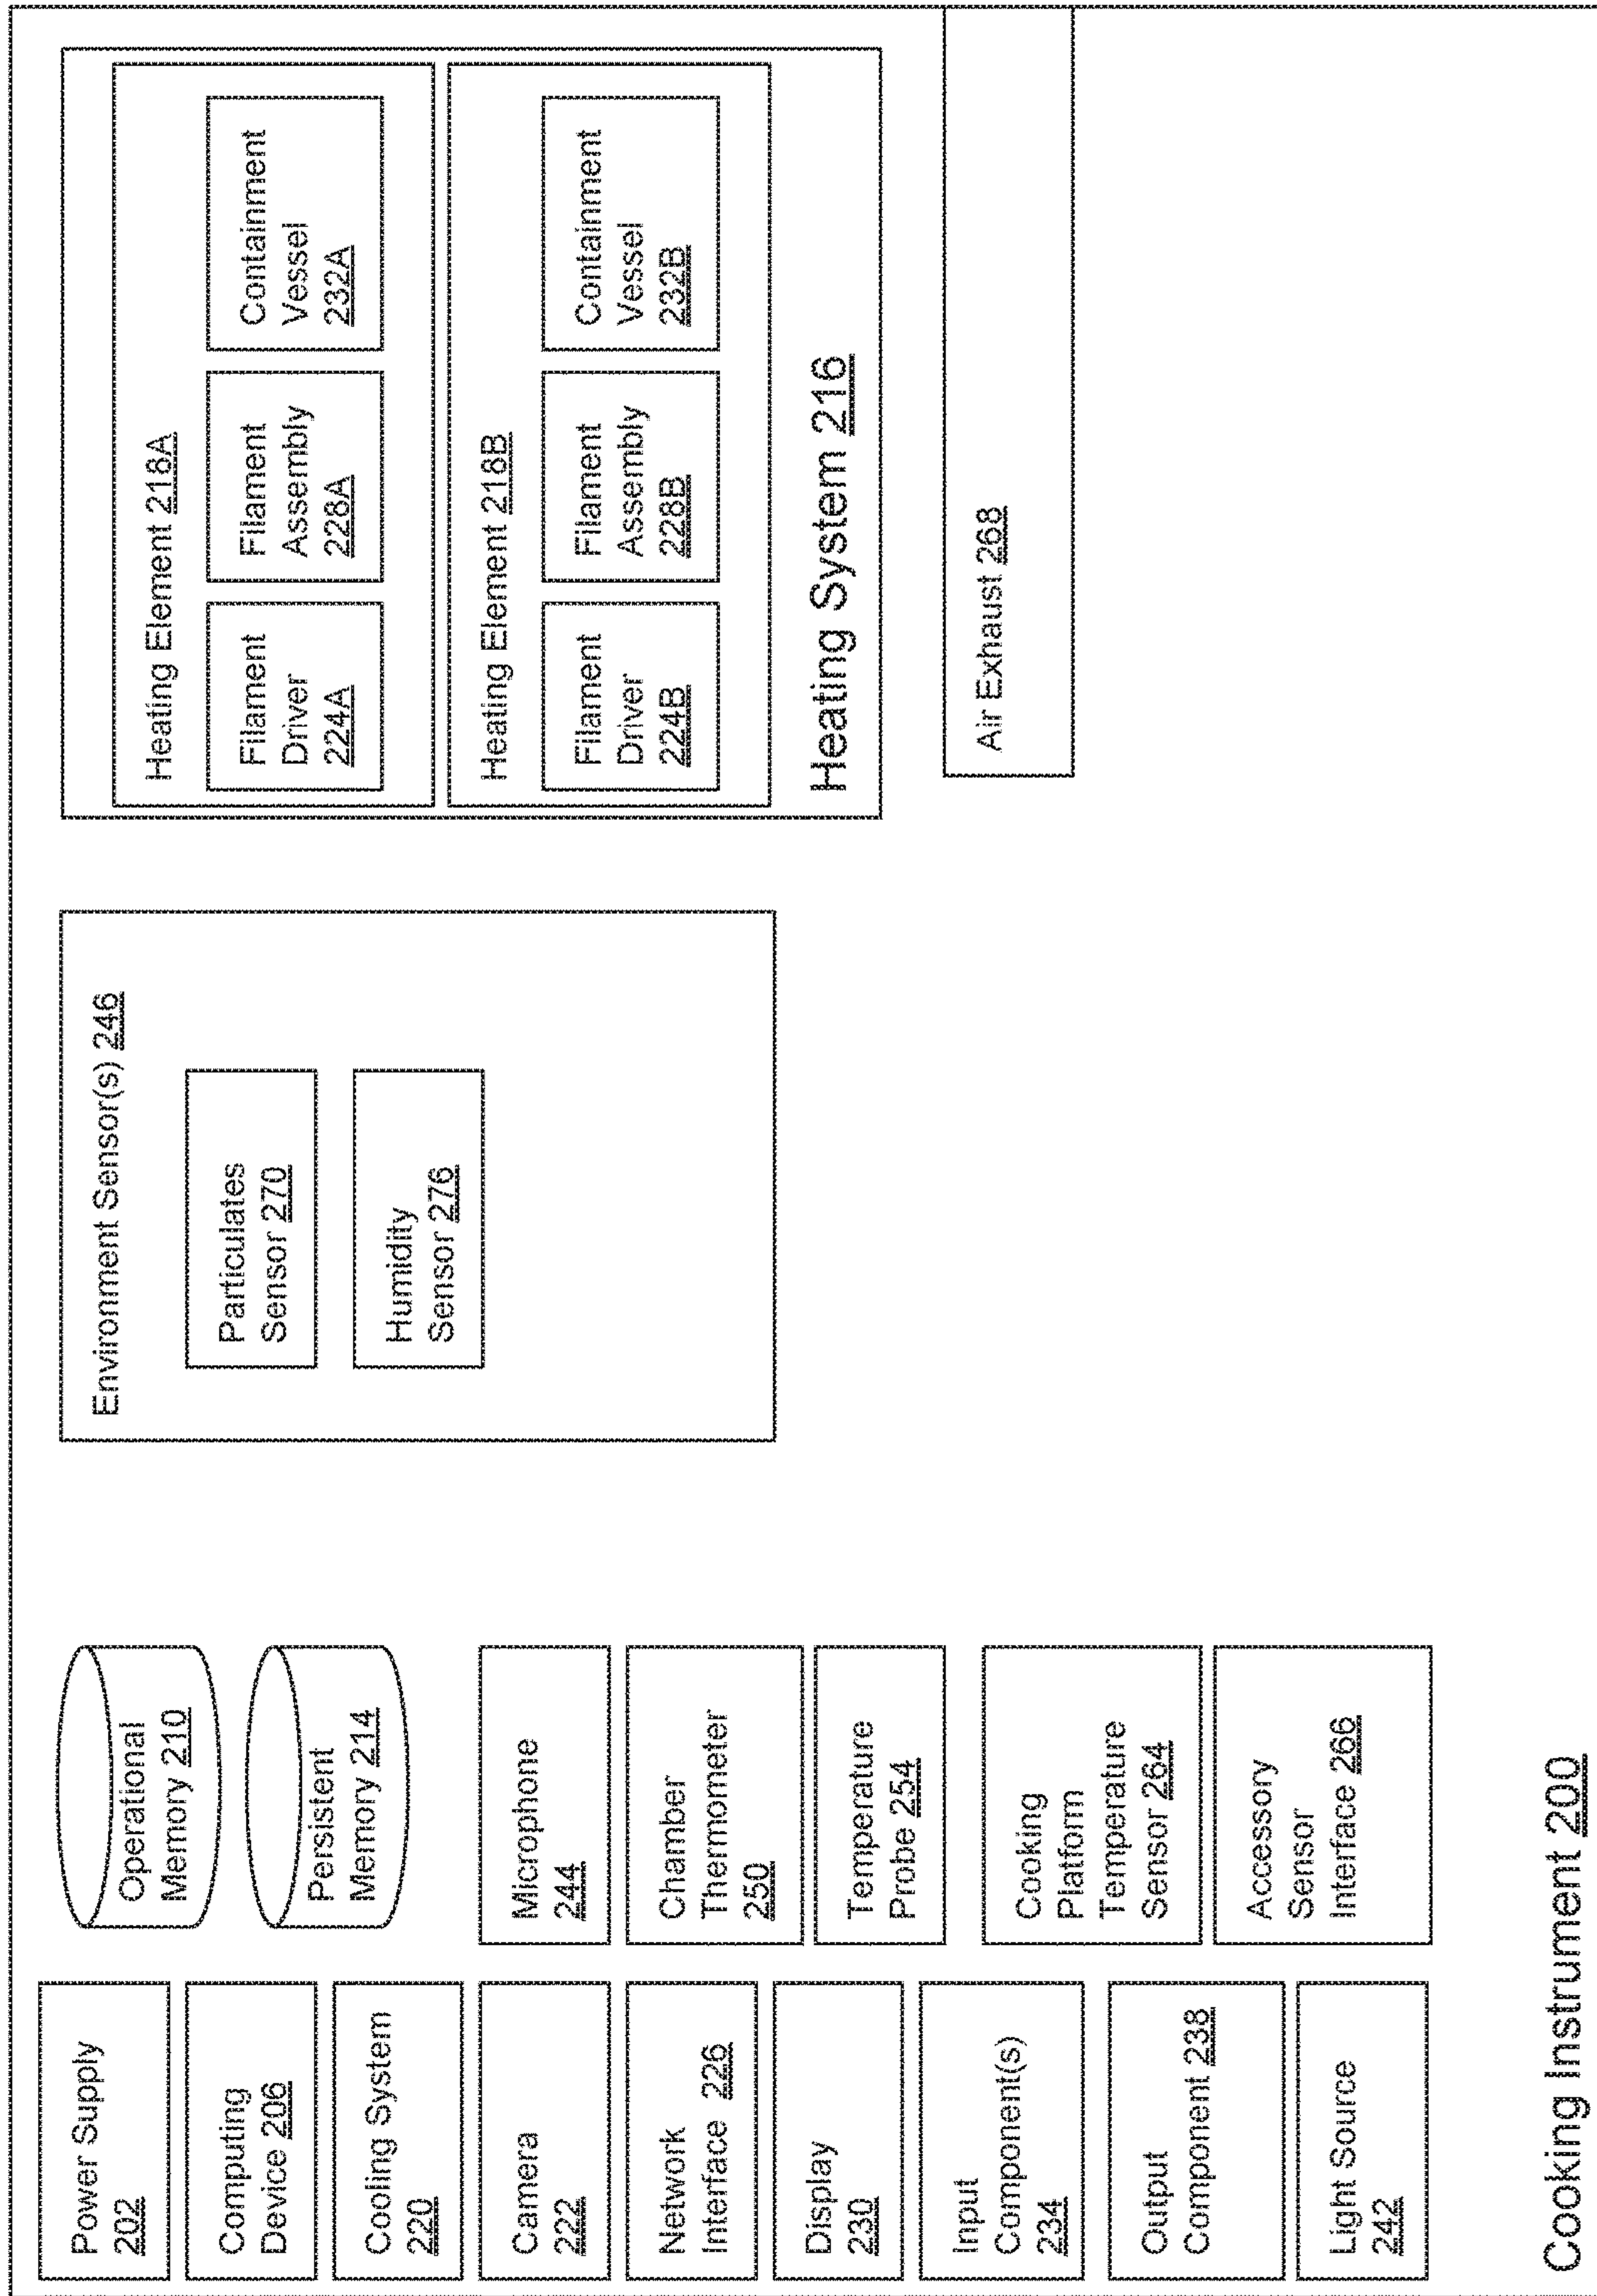 Power Supply
202
Computing
Device 206
Cooling System
220
Camera
222
Network
Interface 226
Display
230
Input
Component(s)
234
Output
Component 238
Light Source
242
Operational
Memory 210
Persistent
Memory 214
Microphone
244
Chamber
Thermometer
250
Temperature
Probe 254
Cooking
Platform
Temperature
Sensor 264
Accessory
Sensor
Interface 266
Environment Sensor(s) 246
Particulates
Sensor 270
Humidity
Sensor 276
Heating Element 218A
Filament
Driver
224A
Filament
Assembly
228A
Containment
Vessel
232A
Heating Element 218B
Filament
Driver
224B
Filament
Assembly
228B
Containment
Vessel
232B
Heating System 216
Air Exhaust 268
Cooking Instrument 200